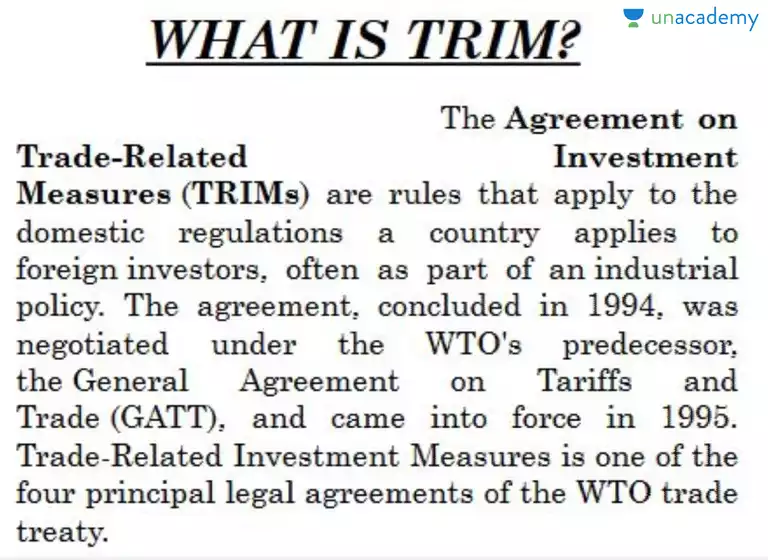 WHAT IS TRIM?
unacademy
The Agreement on
Trade-Related Investment
Measures (TRIMs) are rules that apply to the
domestic regulations a country applies to
foreign investors, often as part of an industrial
policy. The agreement, concluded in 1994, was
negotiated under the WTO's predecessor,
the General Agreement on Tariffs and
Trade (GATT), and came into force in 1995.
Trade-Related Investment Measures is one of the
four principal legal agreements of the WTO trade
treaty.